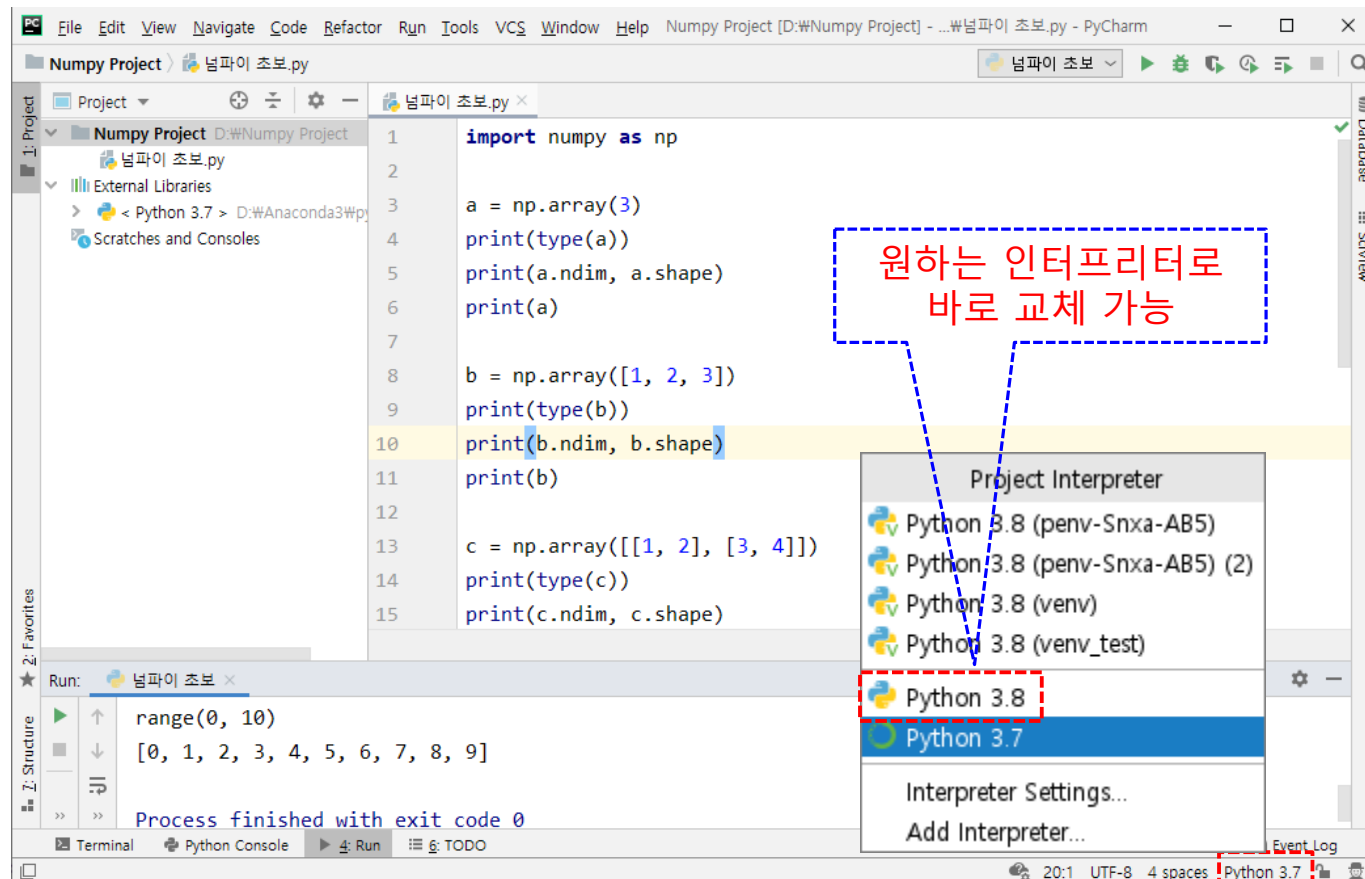 File Edit View Navigate Code Refactor Run Tools VCS Window Help Numpy Project [D:₩Numpy Project] - ...₩넘파이 초보.py - PyCharm
Numpy Project 넘파이 초보.py
넘파이 초보
1: Project
Project
넘파이 초보.py
Numpy Project D:₩Numpy Project
넘파이 초보.py
External Libraries
< Python 3.7 > D:₩Anaconda3₩py
Scratches and Consoles
1 import numpy as np
2
3 a = np.array(3)
4 print(type(a))
5 print(a.ndim, a.shape)
6 print(a)
7
8 b = np.array([1, 2, 3])
9 print(type(b))
10 print(b.ndim, b.shape)
11 print(b)
12
13 c = np.array([[1, 2], [3, 4]])
14 print(type(c))
15 print(c.ndim, c.shape)
원하는 인터프리터로
바로 교체 가능
Database
SciView
Project Interpreter
Python 3.8 (penv-Snxa-AB5)
Python 3.8 (penv-Snxa-AB5) (2)
Python 3.8 (venv)
Python 3.8 (venv_test)
Python 3.8
Python 3.7
Interpreter Settings...
Add Interpreter...
2: Favorites
7: Structure
Run: 넘파이 초보
range(0, 10)
[0, 1, 2, 3, 4, 5, 6, 7, 8, 9]
Process finished with exit code 0
Terminal Python Console 4: Run 6: TODO
Event Log
20:1 UTF-8 4 spaces Python 3.7